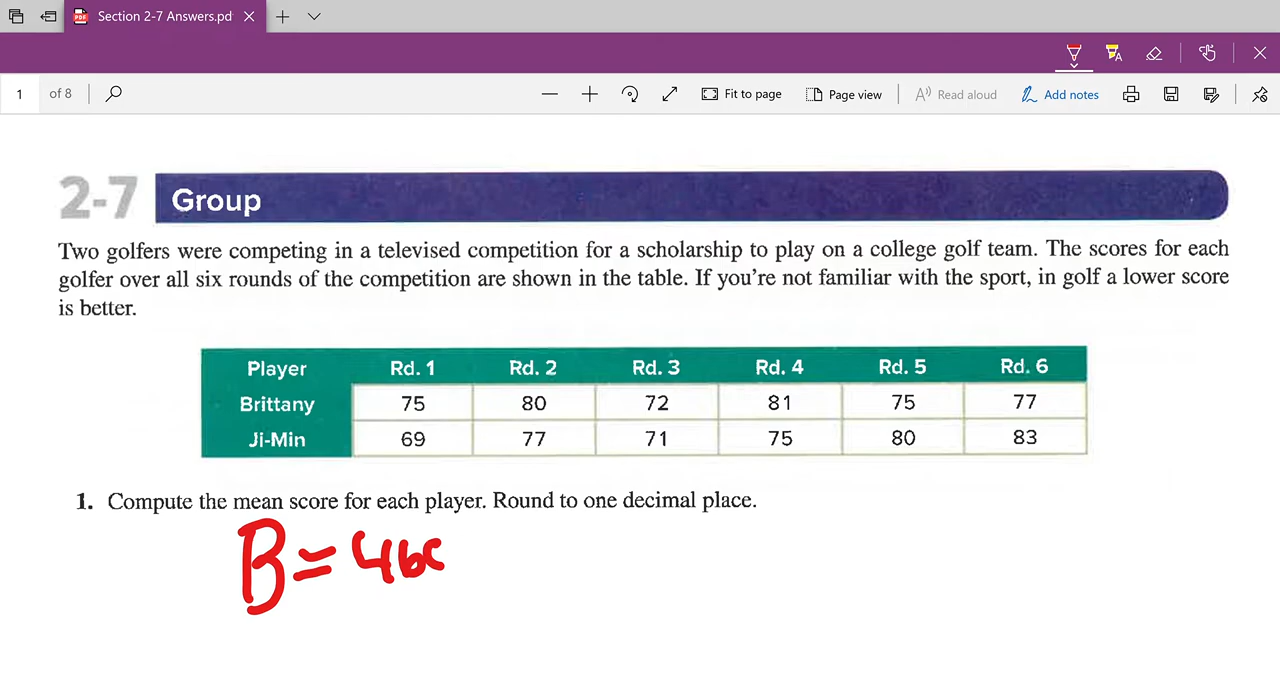 Section 2-7 Answers.pd
1 of 8
Fit to page
Page view
A Read aloud
Add notes
2-7 Group
Two golfers were competing in a televised competition for a scholarship to play on a college golf team. The scores for each
golfer over all six rounds of the competition are shown in the table. If you're not familiar with the sport, in golf a lower score
is better.
Player Rd. 1 Rd. 2 Rd. 3 Rd. 4 Rd. 5 Rd. 6
Brittany 75 80 72 81 75 77
Ji-Min 69 77 71 75 80 83
1. Compute the mean score for each player. Round to one decimal place.
B = 46